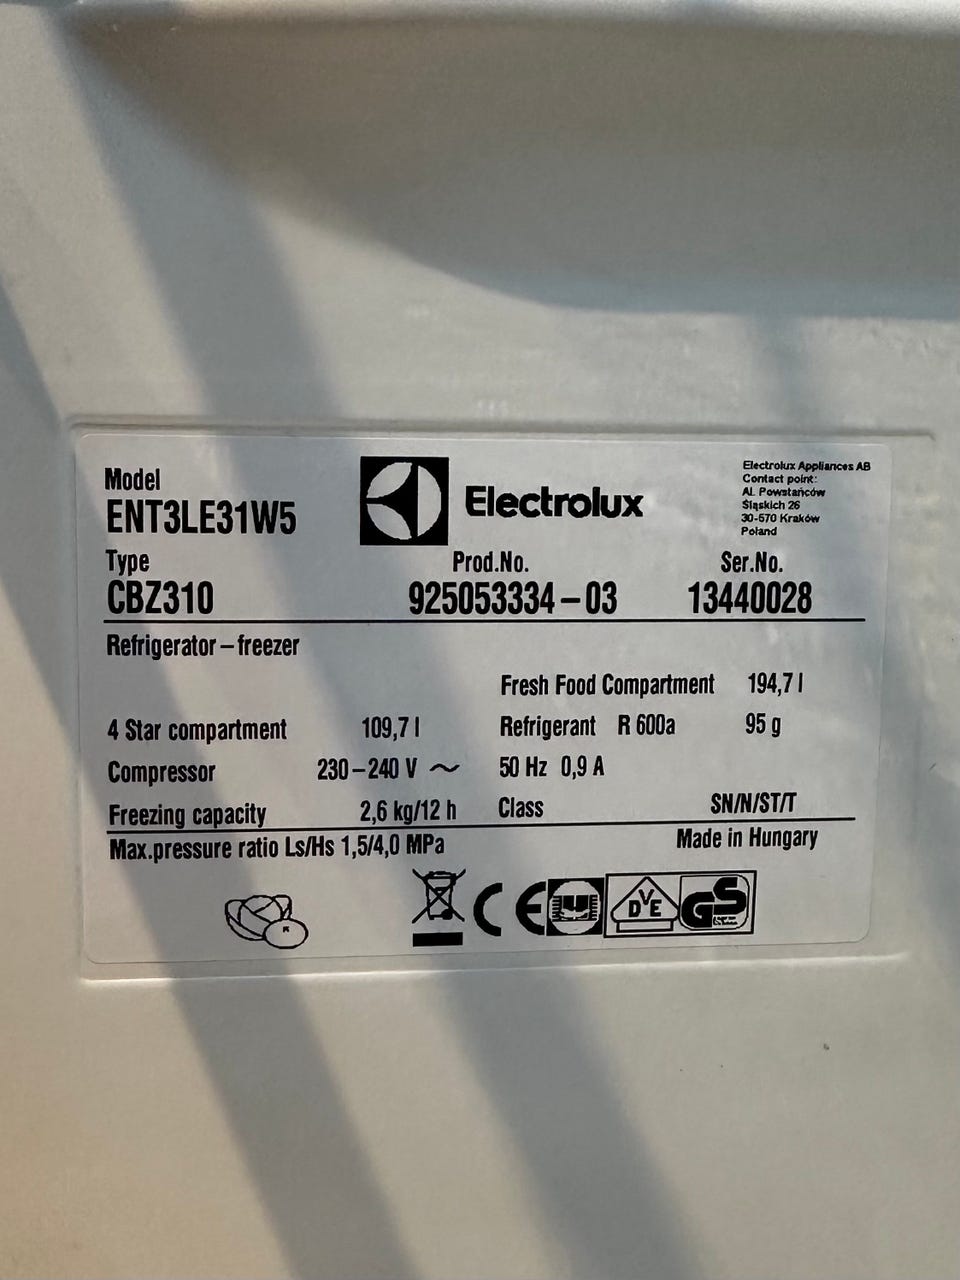 Model
ENT3LE31W5
Electrolux
Electrolux Appliances AB
Contact point:
Al. Powstańców
Śląskich 26
30-570 Kraków
Poland
Type Prod.No. Ser.No.
CBZ310 925053334-03 13440028
Refrigerator-freezer
Fresh Food Compartment 194,7 l
4 Star compartment 109,7 l Refrigerant R 600a 95 g
Compressor 230-240 V ~ 50 Hz 0,9 A
Freezing capacity 2,6 kg/12 h Class SN/N/ST/T
Max.pressure ratio Ls/Hs 1,5/4,0 MPa Made in Hungary
CE DVE GS